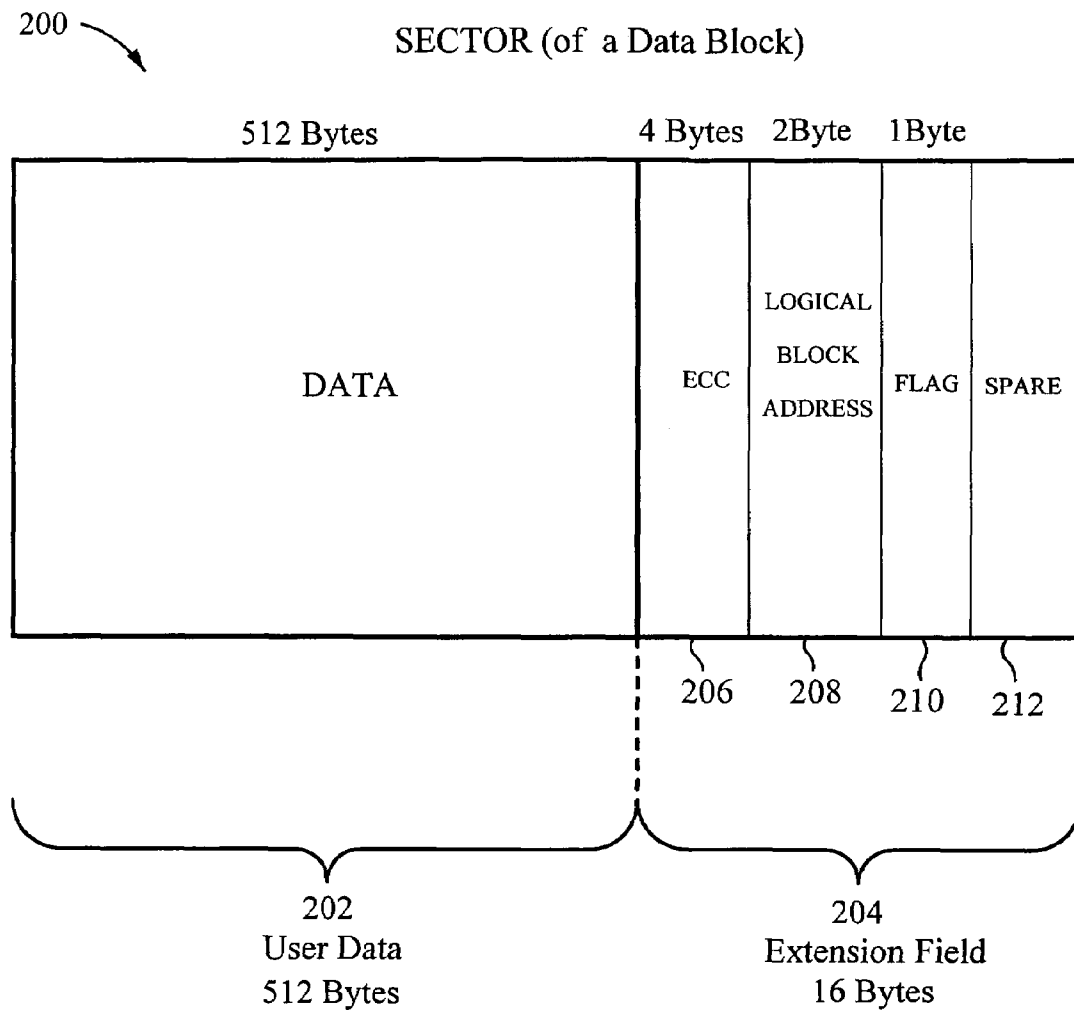 200
SECTOR (of a Data Block)
512 Bytes
4 Bytes
2Byte
1Byte
DATA
ECC
LOGICAL
BLOCK
ADDRESS
FLAG
SPARE
206
208
210
212
202
User Data
512 Bytes
204
Extension Field
16 Bytes